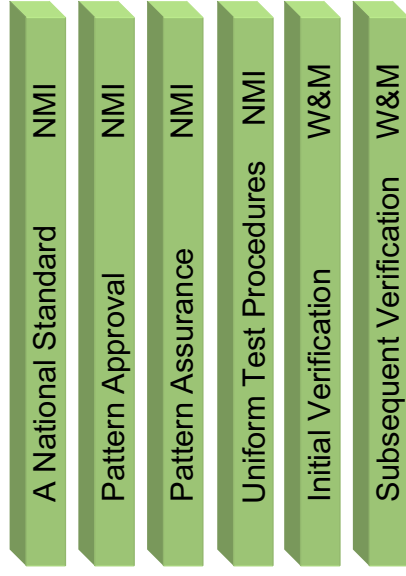 A National Standard NMI
Pattern Approval NMI
Pattern Assurance NMI
Uniform Test Procedures NMI
Initial Verification W&M
Subsequent Verification W&M